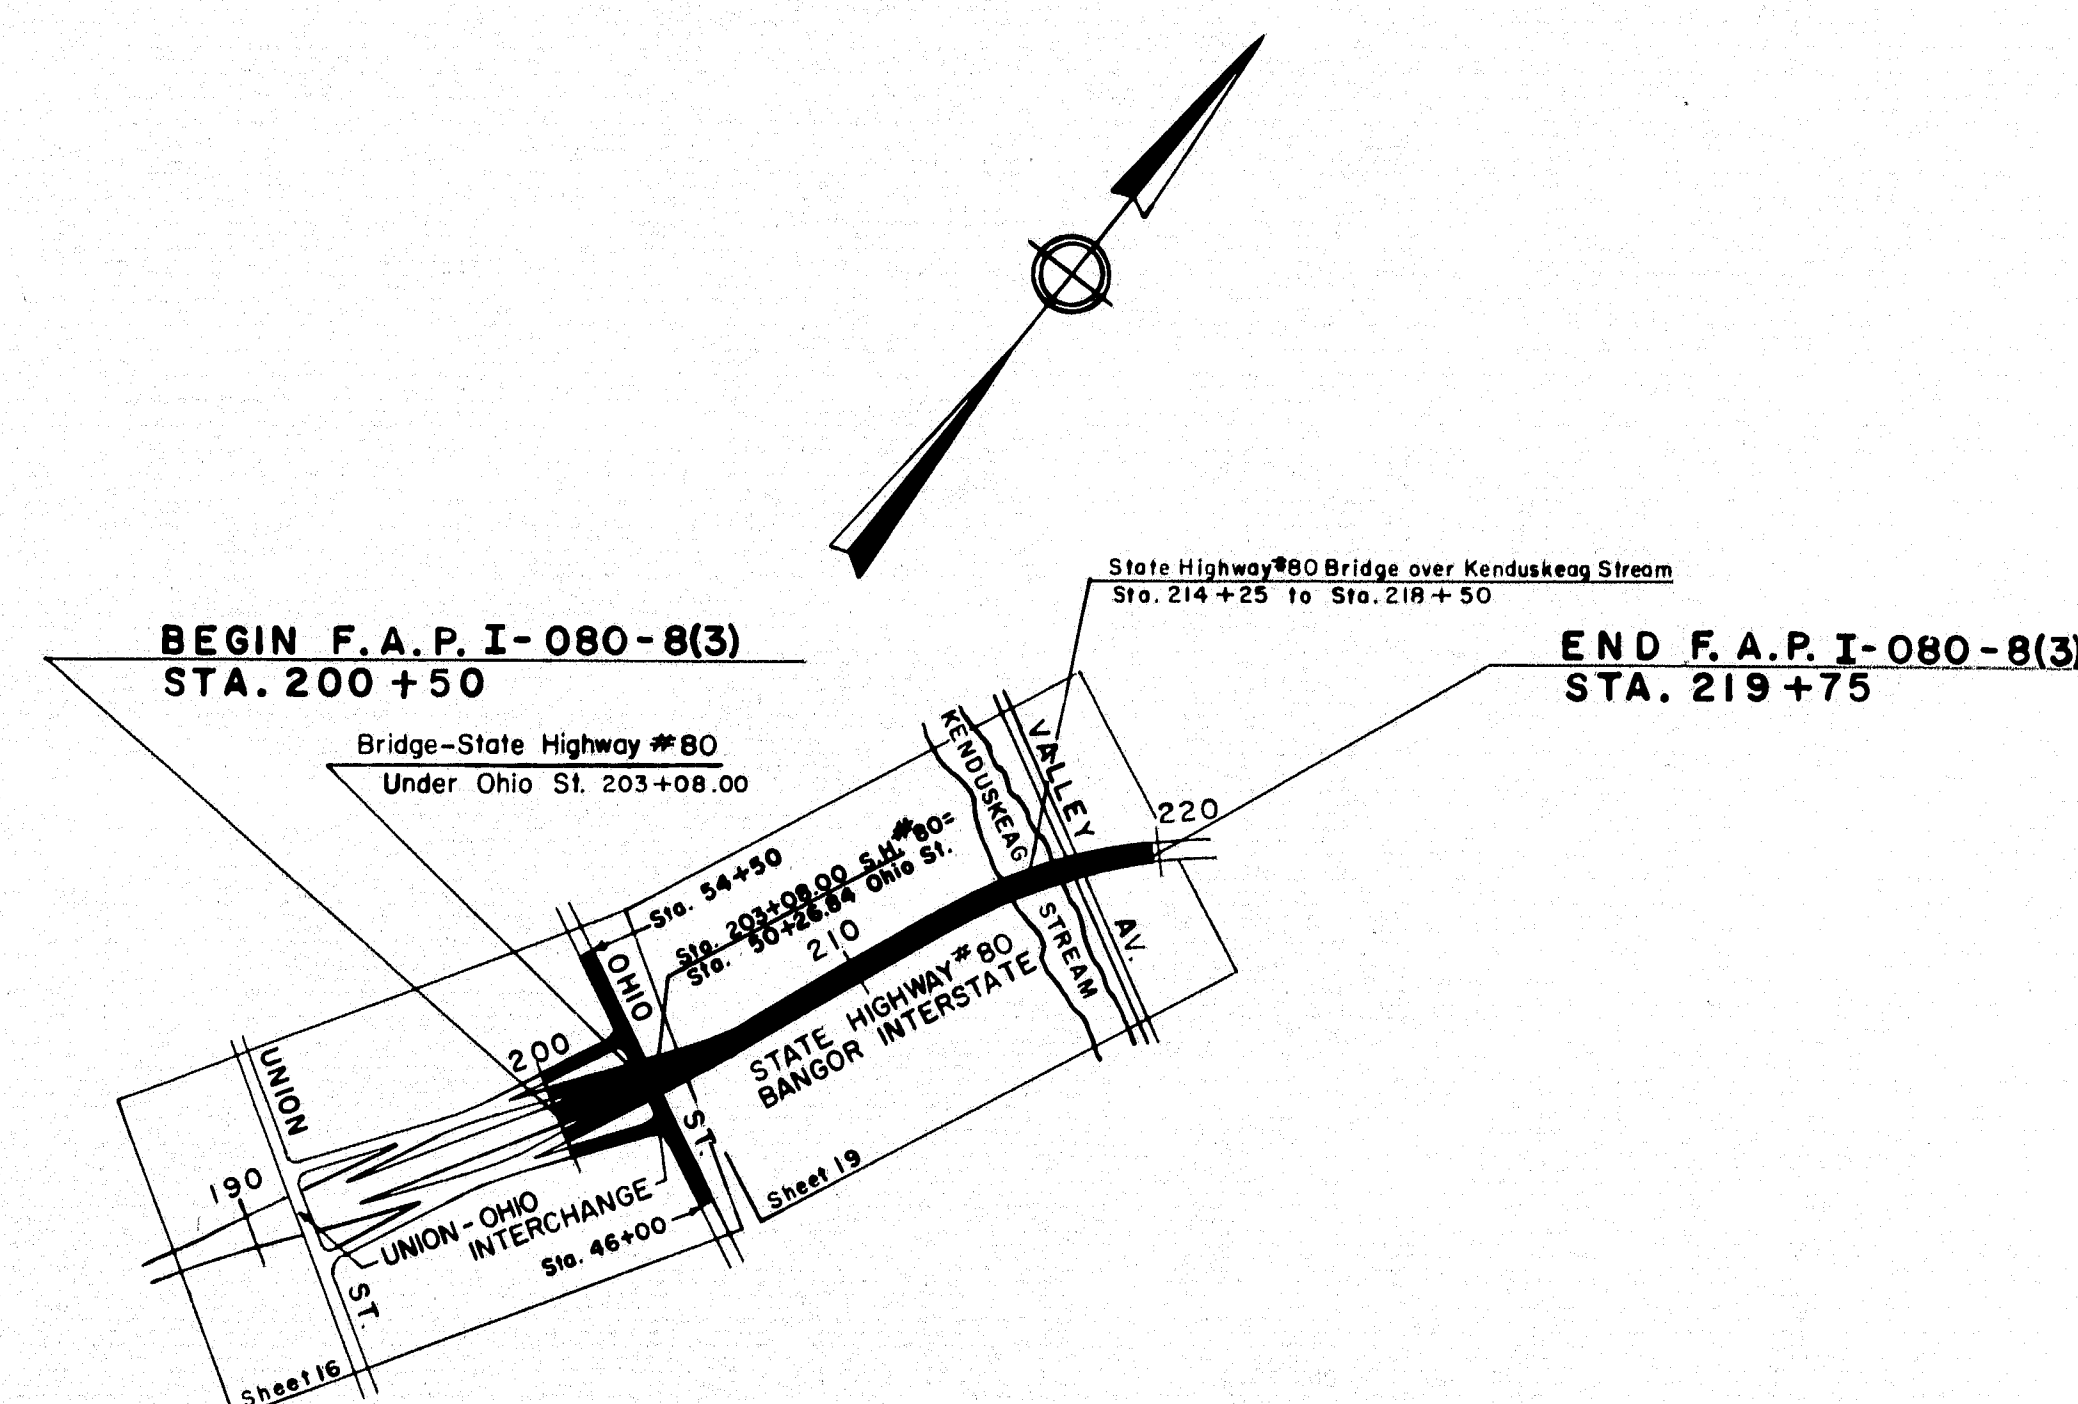 State Highway #80 Bridge over Kenduskeag Stream
Sta. 214+25 to Sta. 218+50
BEGIN F.A.P. I-080-8(3)
STA. 200+50
END F.A.P. I-080-8(3)
STA. 219+75
Bridge-State Highway #80
Under Ohio St. 203+08.00
KENDUSKEAG
STREAM
VALLEY
AV.
220
Sta. 54+50
Sta. 203+08.00 S.H. #80=
Sta. 50+26.84 Ohio St.
210
OHIO
ST.
STATE HIGHWAY #80
BANGOR INTERSTATE
200
UNION
ST.
190
UNION-OHIO
INTERCHANGE
Sta. 46+00
Sheet 19
Sheet 16